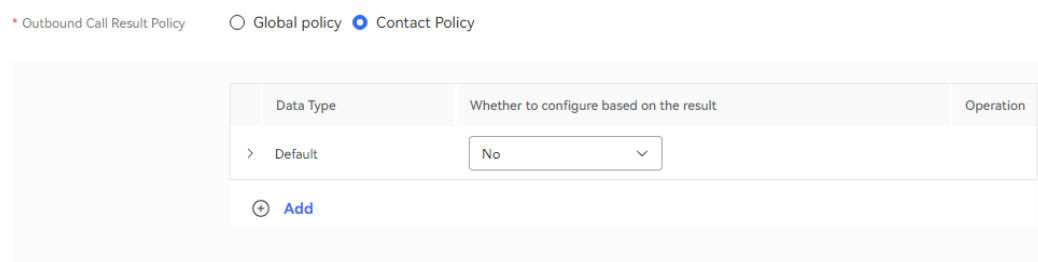 * Outbound Call Result Policy Global policy Contact Policy
Data Type Whether to configure based on the result Operation
Default No
Add